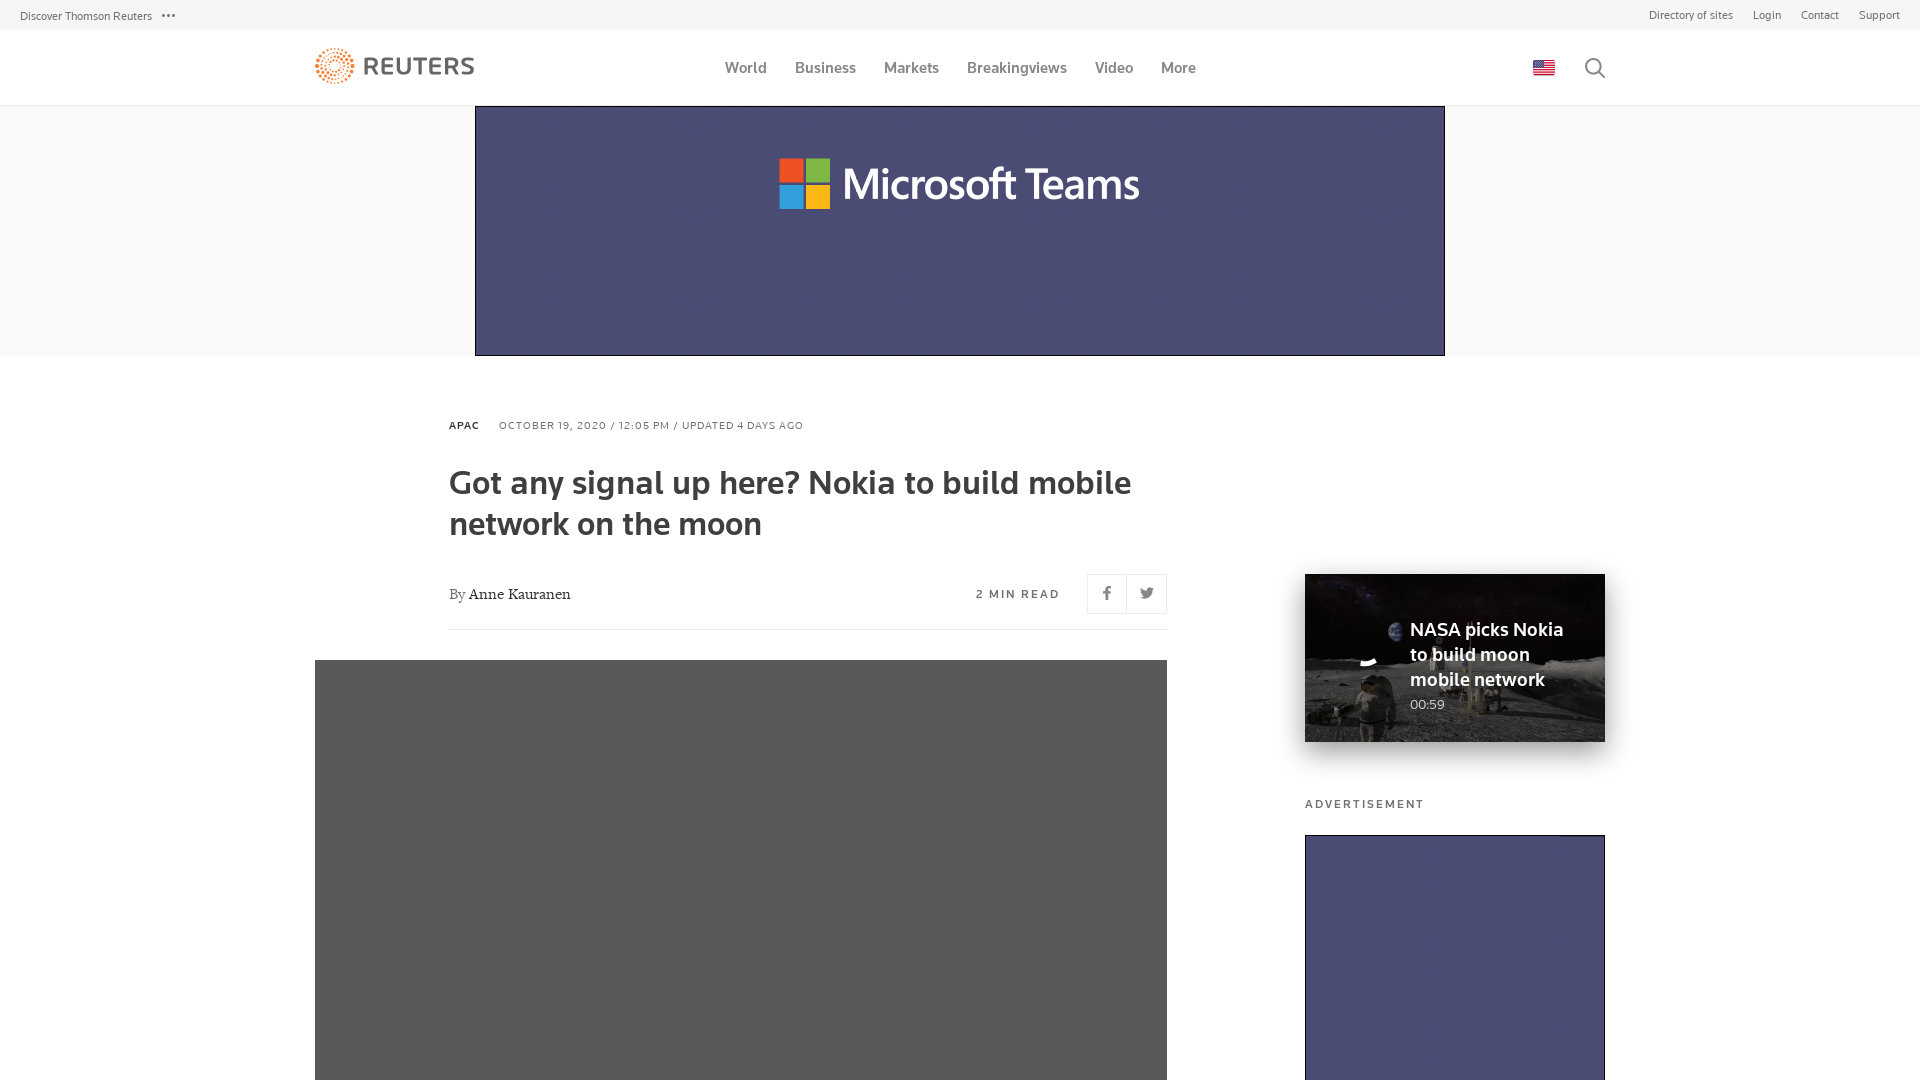 Discover Thomson Reuters
Directory of sites Login Contact Support
REUTERS
World Business Markets Breakingviews Video More
Microsoft Teams
APAC OCTOBER 19, 2020 / 12:05 PM / UPDATED 4 DAYS AGO
Got any signal up here? Nokia to build mobile
network on the moon
By Anne Kauranen
2 MIN READ
NASA picks Nokia
to build moon
mobile network
00:59
ADVERTISEMENT